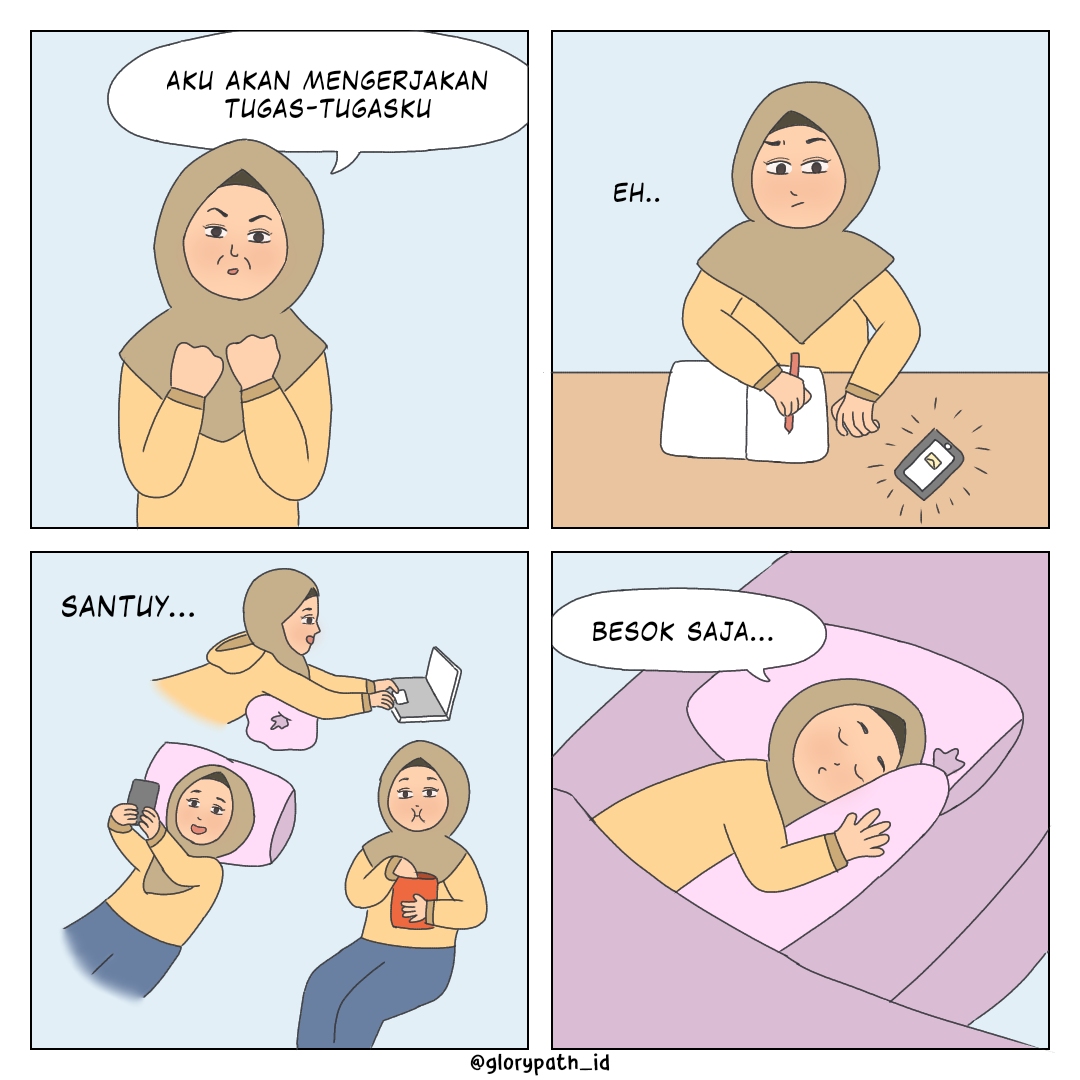 AKU AKAN MENGERJAKAN
TUGAS-TUGASKU
EH..
SANTUY...
BESOK SAJA...
@glorypath_id